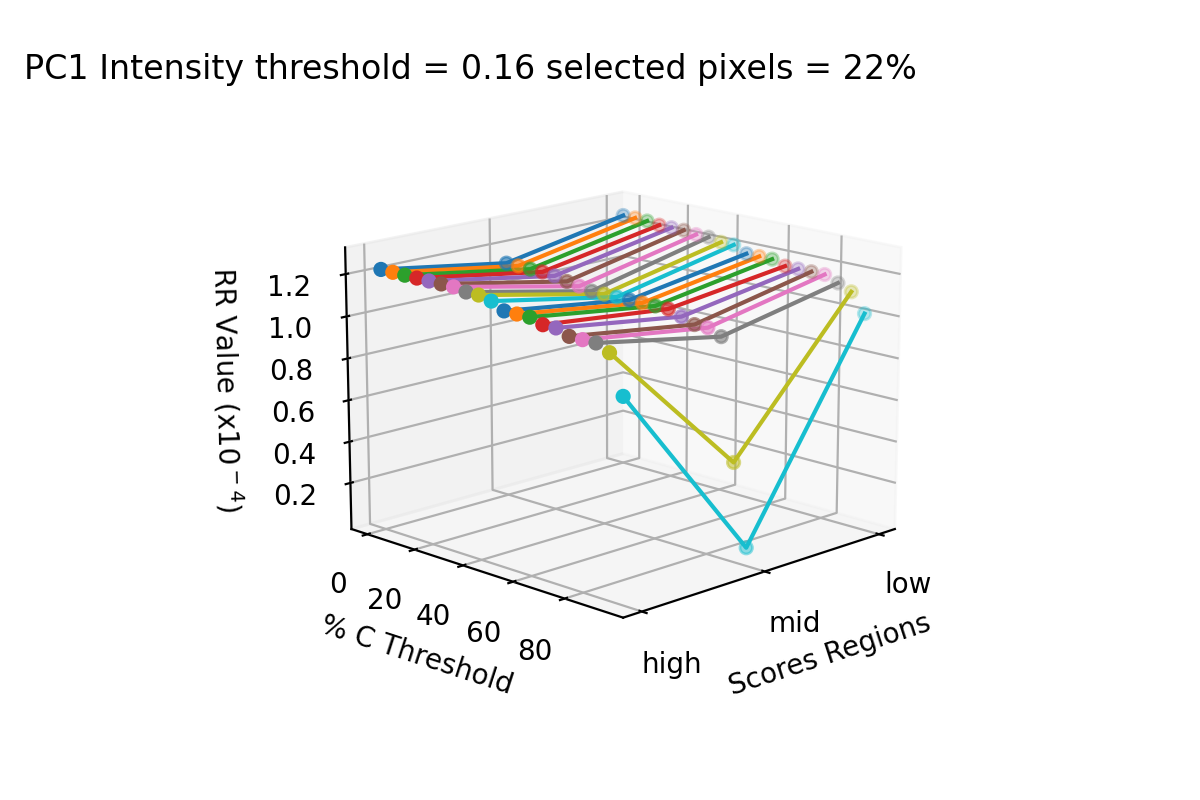 PC1 Intensity threshold = 0.16 selected pixels = 22%
RR Value (x10⁻⁴)
1.2
1.0
0.8
0.6
0.4
0.2
0
20
40
60
80
% C Threshold
high
mid
low
Scores Regions